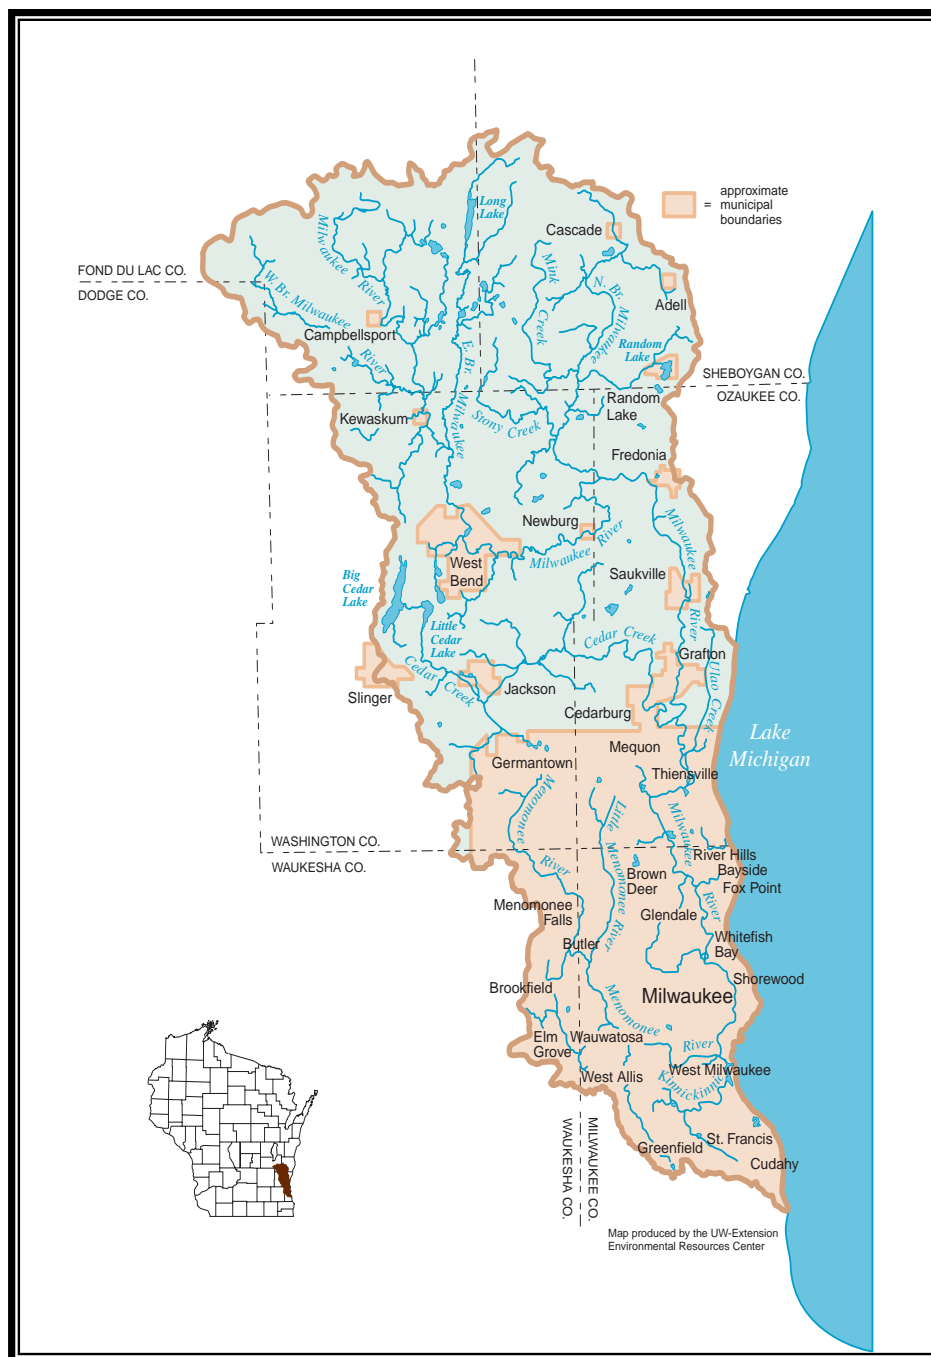 approximate
= municipal
boundaries
Long
Lake
Cascade
Milwaukee
River
Mink
Creek
N. Br.
Milwaukee
FOND DU LAC CO.
DODGE CO.
W. Br. Milwaukee
River
Adell
Campbellsport
Random
Lake
E. Br.
Milwaukee
SHEBOYGAN CO.
OZAUKEE CO.
Random
Lake
Kewaskum
Stony Creek
Fredonia
Newburg
Milwaukee River
Milwaukee
River
West
Bend
Saukville
Big
Cedar
Lake
Little
Cedar
Lake
Cedar Creek
Cedar Creek
Grafton
Ulao Creek
Slinger
Jackson
Cedarburg
Lake
Michigan
Mequon
Germantown
Thiensville
Menomonee
River
Little
Menomonee River
Milwaukee
River
WASHINGTON CO.
WAUKESHA CO.
River Hills
Bayside
Fox Point
Brown
Deer
Menomonee
Falls
Glendale
Whitefish
Bay
Butler
Shorewood
Brookfield
Milwaukee
Menomonee
River
Elm
Grove
Wauwatosa
West Milwaukee
West Allis
St. Francis
Greenfield
Cudahy
WAUKESHA CO.
MILWAUKEE CO.
Map produced by the UW-Extension
Environmental Resources Center